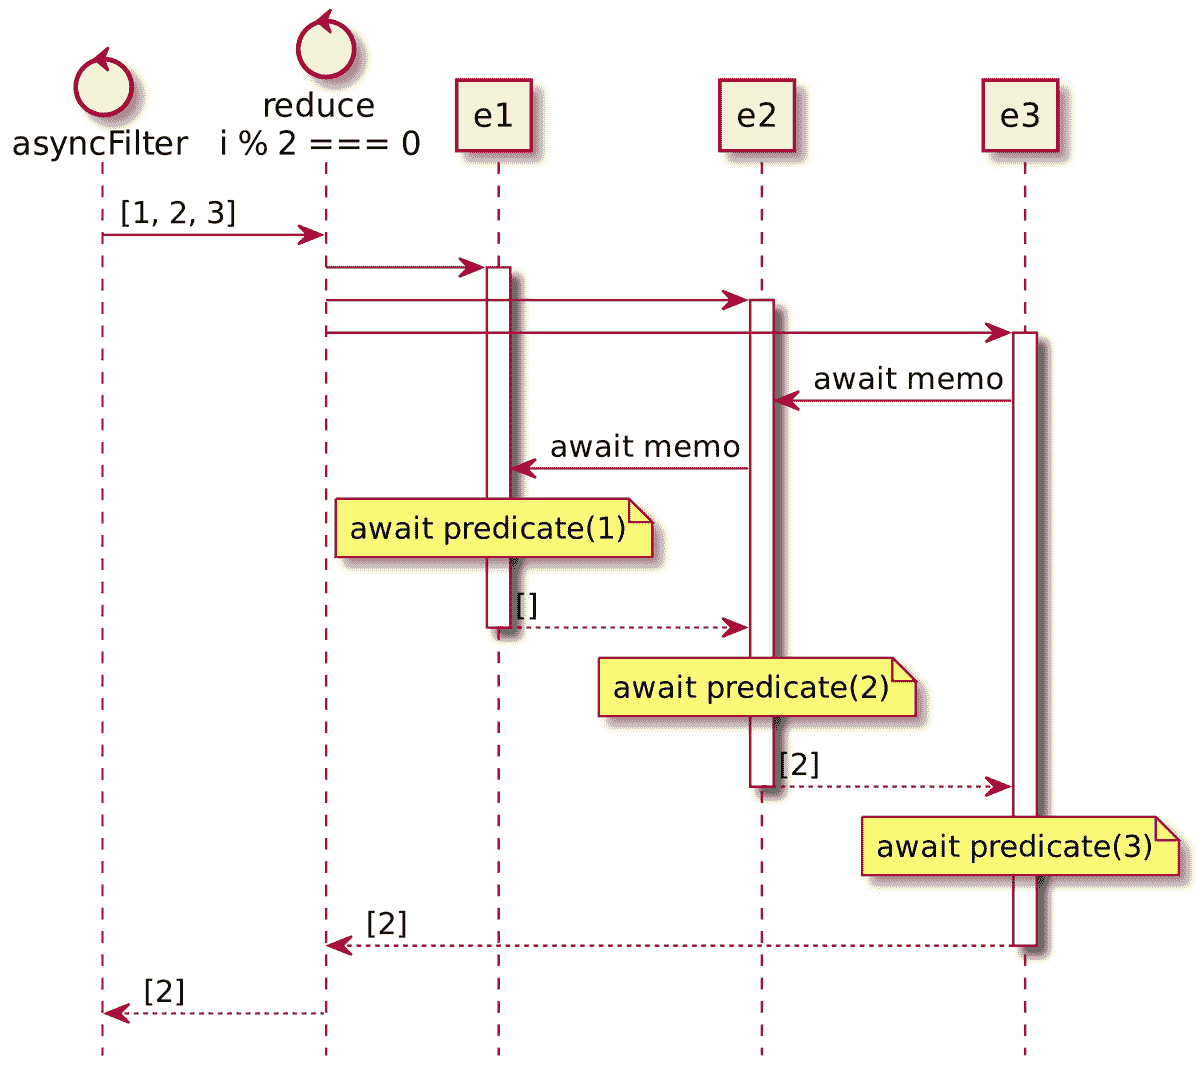 asyncFilter
reduce
i % 2 === 0
e1
e2
e3
[1, 2, 3]
await memo
await memo
await predicate(1)
[]
await predicate(2)
[2]
await predicate(3)
[2]
[2]